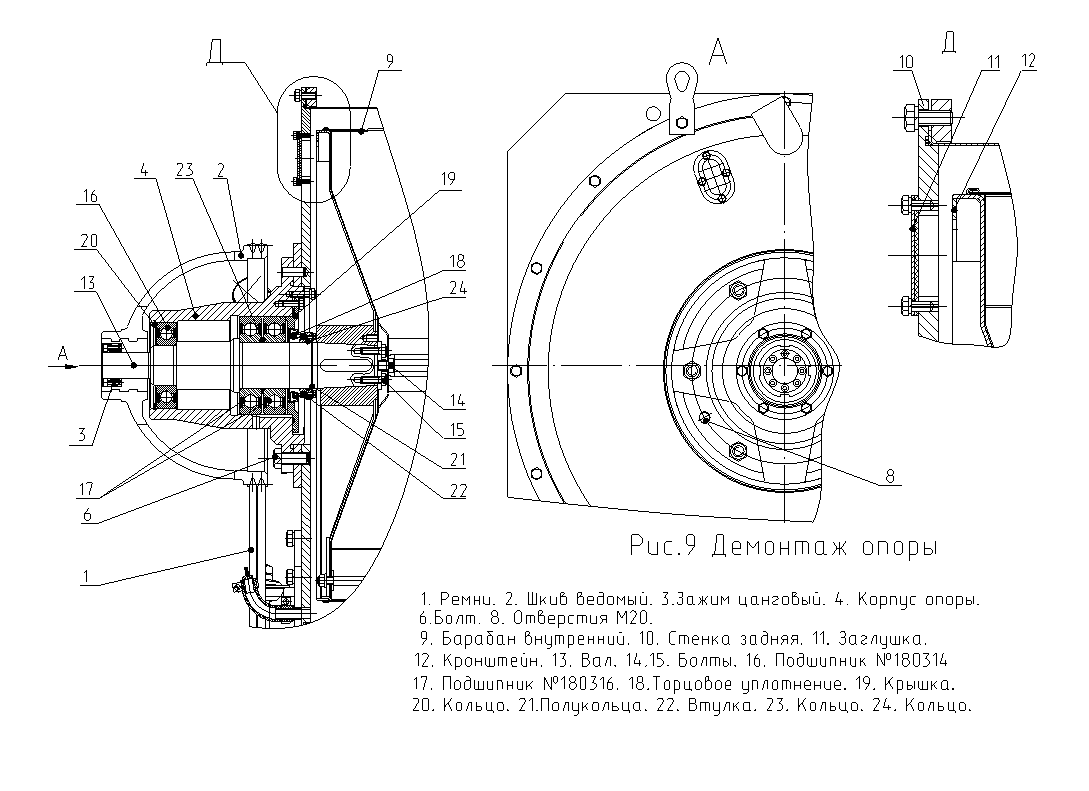 Д
9
А
Д
10
11
12
4
23
2
19
16
20
18
13
24
А
14
3
15
21
17
22
8
6
1
Рис.9 Демонтаж опоры
1. Ремни. 2. Шкив ведомый. 3.Зажим цанговый. 4. Корпус опоры.
6.Болт. 8. Отверстия М20.
9. Барабан внутренний. 10. Стенка задняя. 11. Заглушка.
12. Кронштейн. 13. Вал. 14.15. Болты. 16. Подшипник №180314
17. Подшипник №180316. 18.Торцовое уплотнение. 19. Крышка.
20. Кольцо. 21.Полукольца. 22. Втулка. 23. Кольцо. 24. Кольцо.